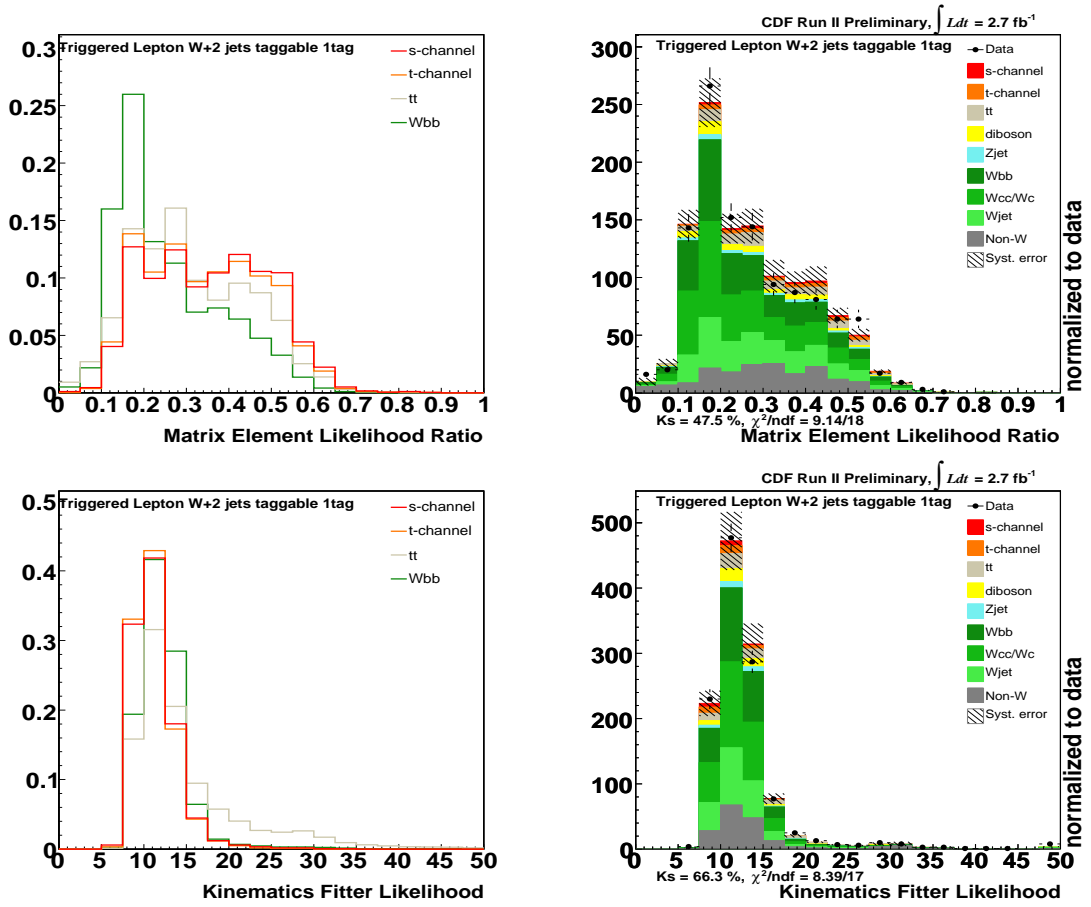 Triggered Lepton W+2 jets taggable 1tag
s-channel
t-channel
tt
Wbb
0.3
0.25
0.2
0.15
0.1
0.05
0
0 0.1 0.2 0.3 0.4 0.5 0.6 0.7 0.8 0.9 1
Matrix Element Likelihood Ratio
CDF Run II Preliminary, ∫ Ldt = 2.7 fb⁻¹
Triggered Lepton W+2 jets taggable 1tag
Data
s-channel
t-channel
tt
diboson
Zjet
Wbb
Wcc/Wc
Wjet
Non-W
Syst. error
300
250
200
150
100
50
0
0 0.1 0.2 0.3 0.4 0.5 0.6 0.7 0.8 0.9 1
Ks = 47.5 %, χ²/ndf = 9.14/18
Matrix Element Likelihood Ratio
normalized to data
Triggered Lepton W+2 jets taggable 1tag
s-channel
t-channel
tt
Wbb
0.5
0.4
0.3
0.2
0.1
0
0 5 10 15 20 25 30 35 40 45 50
Kinematics Fitter Likelihood
CDF Run II Preliminary, ∫ Ldt = 2.7 fb⁻¹
Triggered Lepton W+2 jets taggable 1tag
Data
s-channel
t-channel
tt
diboson
Zjet
Wbb
Wcc/Wc
Wjet
Non-W
Syst. error
500
400
300
200
100
0
0 5 10 15 20 25 30 35 40 45 50
Ks = 66.3 %, χ²/ndf = 8.39/17
Kinematics Fitter Likelihood
normalized to data